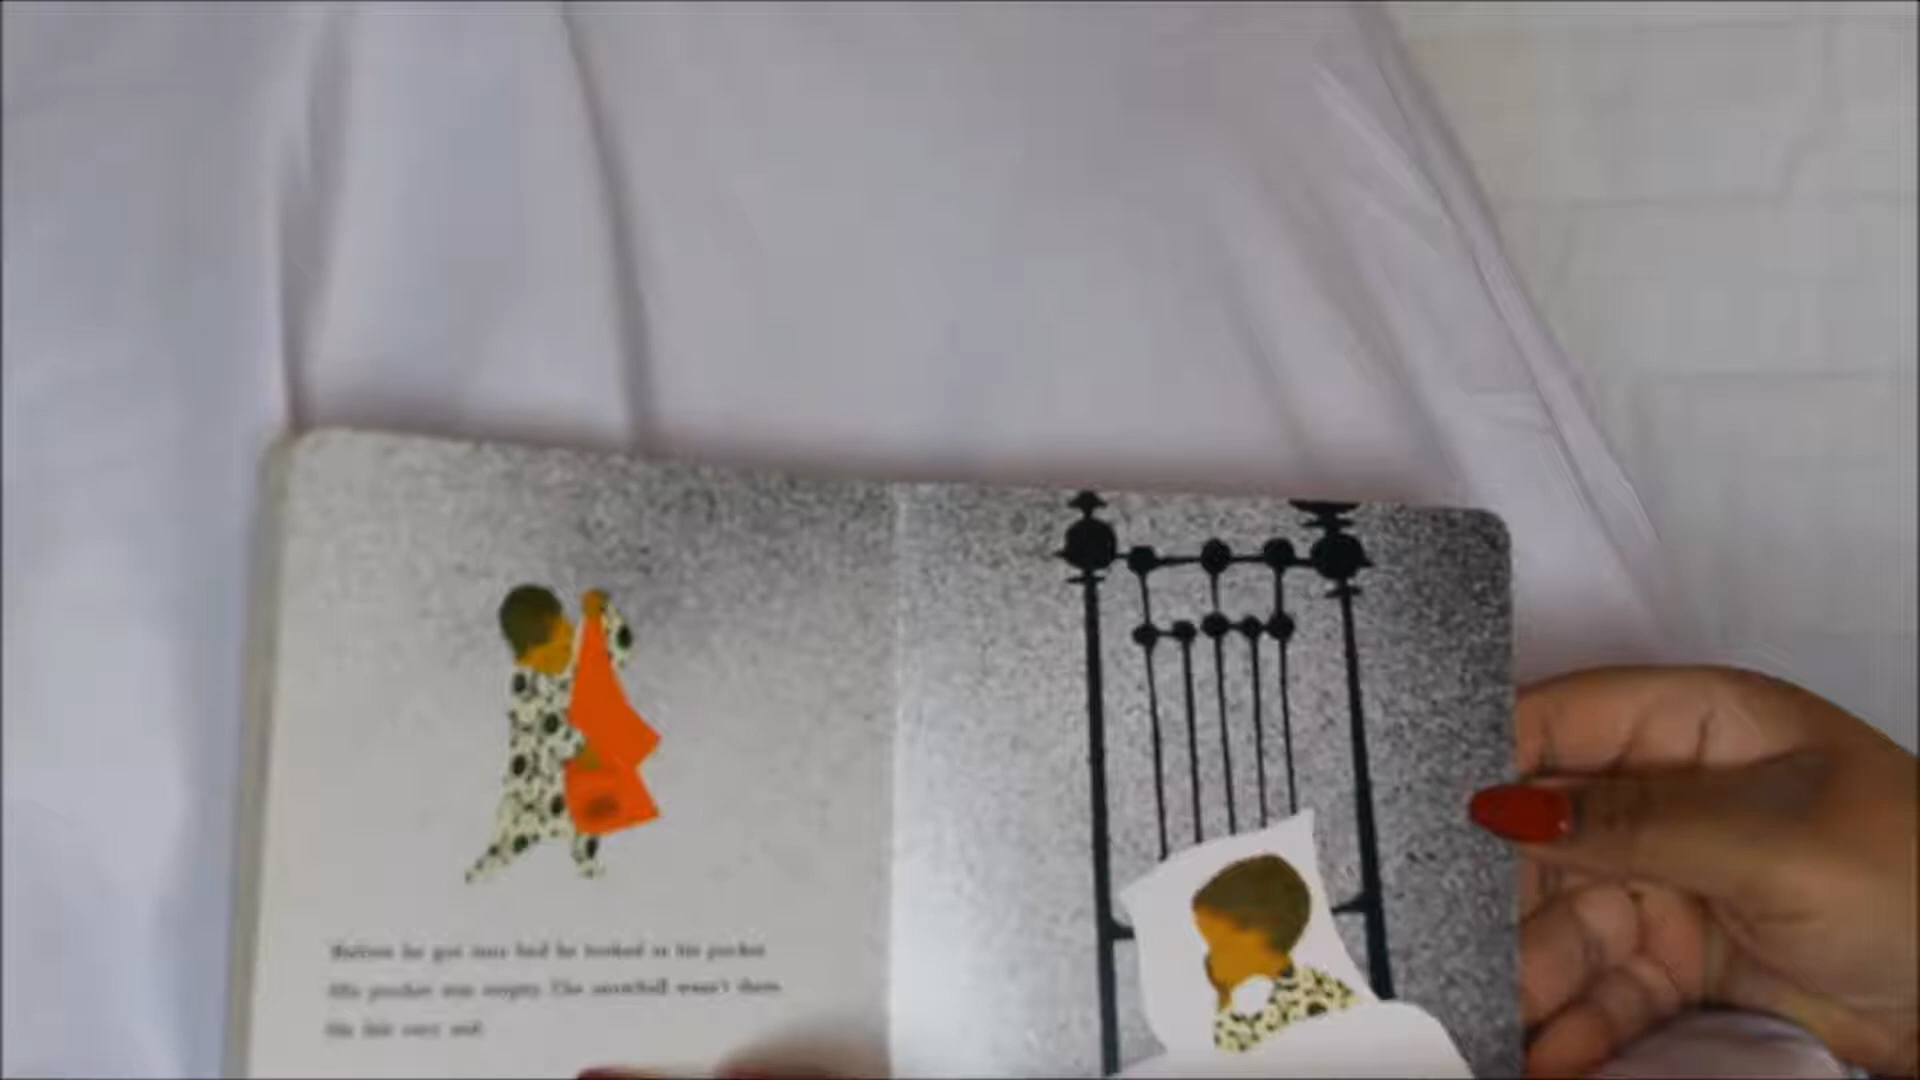 Before he got into bed he looked in his pocket.
His pocket was empty. The snowball wasn't there.
He felt very sad.